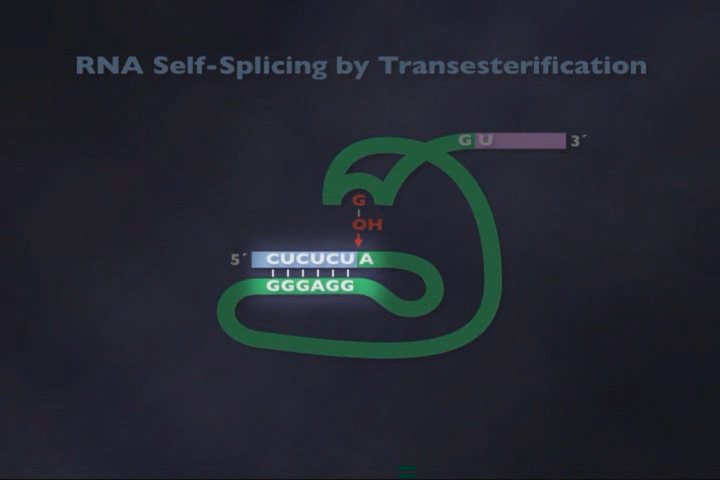 RNA Self-Splicing by Transesterification
G U 3´
G
OH
5´ CUCUCU A
GGGAGG